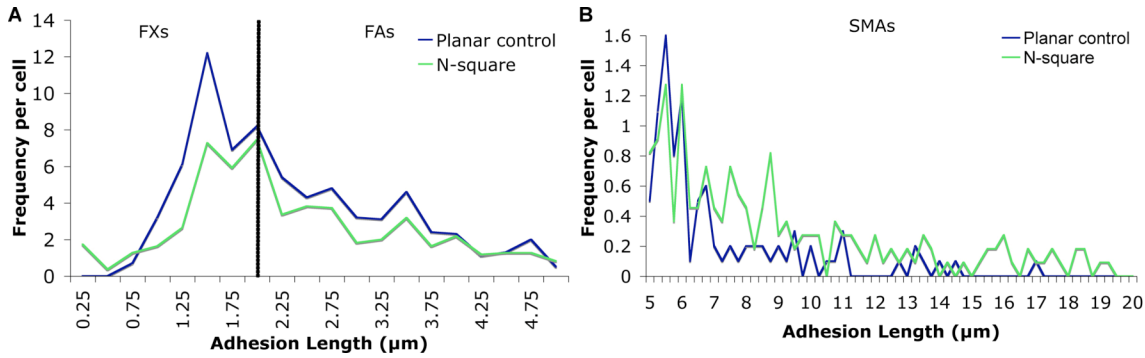 A
FXs
FAs
Planar control
N-square
Frequency per cell
14
12
10
8
6
4
2
0
0.25
0.75
1.25
1.75
2.25
2.75
3.25
3.75
4.25
4.75
Adhesion Length (µm)
B
SMAs
Planar control
N-square
Frequency per cell
1.6
1.4
1.2
1
0.8
0.6
0.4
0.2
0
5 6 7 8 9 10 11 12 13 14 15 16 17 18 19 20
Adhesion Length (µm)